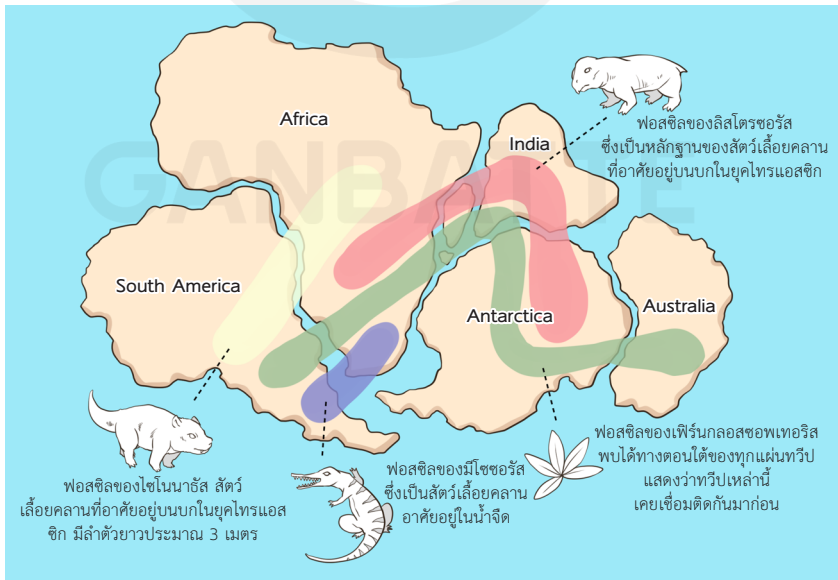 GANBATTE
Africa
India
ฟอสซิลของลิสโตรซอรัส
ซึ่งเป็นหลักฐานของสัตว์เลื้อยคลาน
ที่อาศัยอยู่บนบกในยุคไทรแอสซิก
South America
Antarctica
Australia
ฟอสซิลของไซโนนาธัส สัตว์
เลื้อยคลานที่อาศัยอยู่บนบกในยุคไทรแอส
ซิก มีลำตัวยาวประมาณ 3 เมตร
ฟอสซิลของมีโซซอรัส
ซึ่งเป็นสัตว์เลื้อยคลาน
อาศัยอยู่ในน้ำจืด
ฟอสซิลของเฟิร์นกลอสซอพเทอริส
พบได้ทางตอนใต้ของทุกแผ่นทวีป
แสดงว่าทวีปเหล่านี้
เคยเชื่อมติดกันมาก่อน